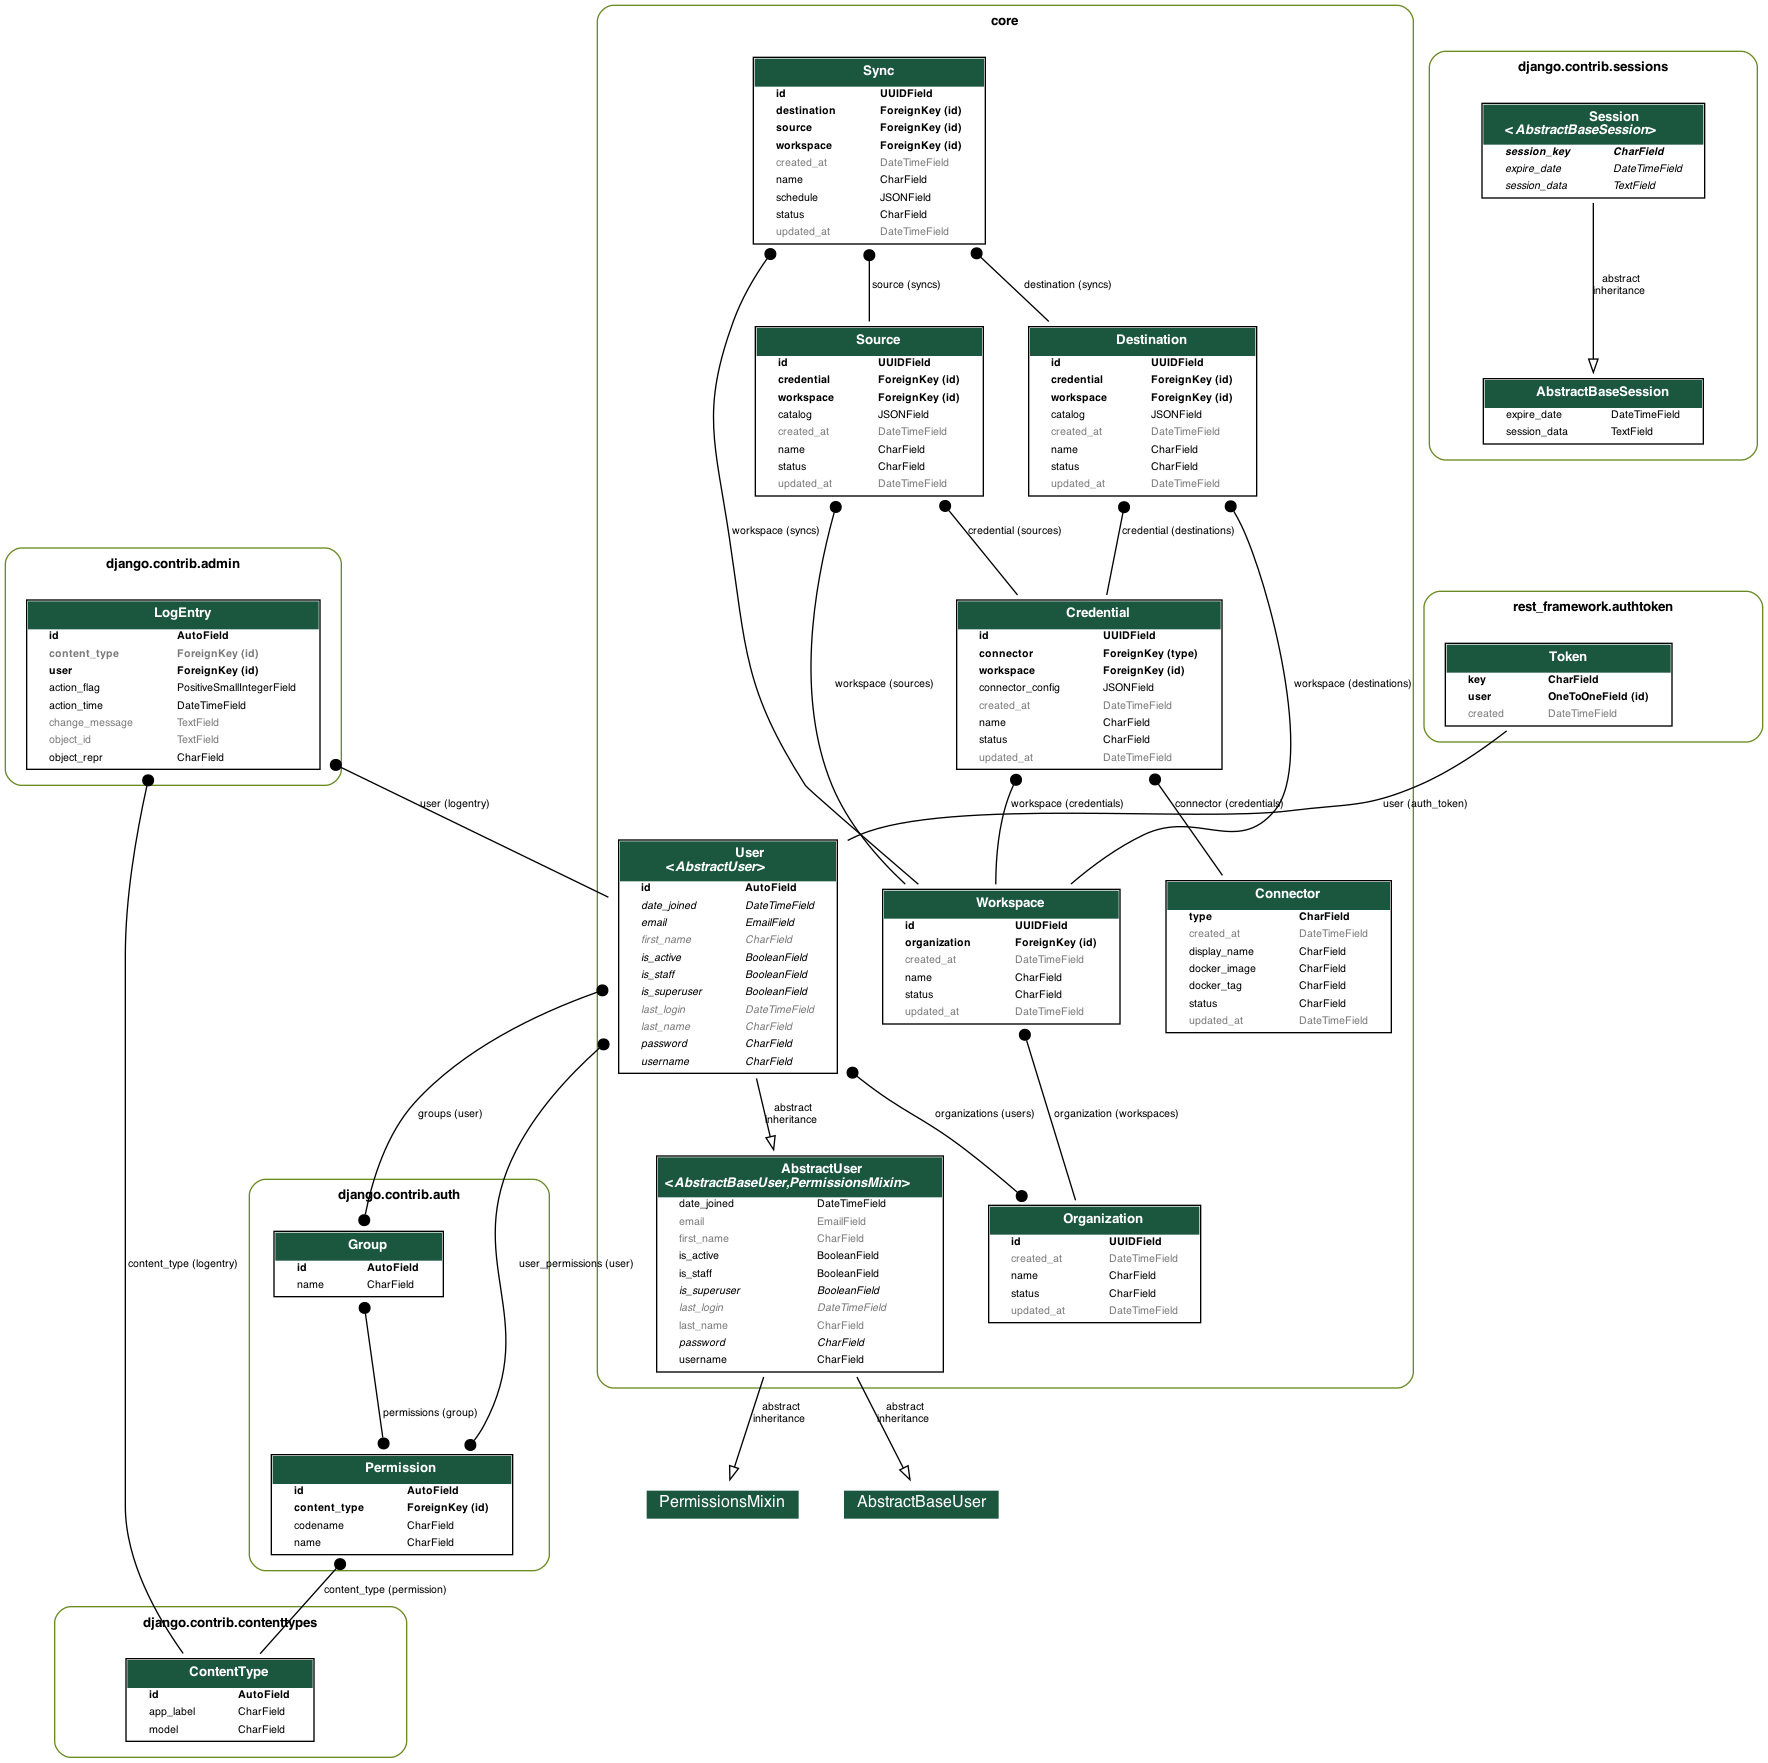 core
Sync
id UUIDField
destination ForeignKey (id)
source ForeignKey (id)
workspace ForeignKey (id)
created_at DateTimeField
name CharField
schedule JSONField
status CharField
updated_at DateTimeField
source (syncs)
destination (syncs)
workspace (syncs)
Source
id UUIDField
credential ForeignKey (id)
workspace ForeignKey (id)
catalog JSONField
created_at DateTimeField
name CharField
status CharField
updated_at DateTimeField
Destination
id UUIDField
credential ForeignKey (id)
workspace ForeignKey (id)
catalog JSONField
created_at DateTimeField
name CharField
status CharField
updated_at DateTimeField
credential (sources)
credential (destinations)
workspace (sources)
workspace (destinations)
Credential
id UUIDField
connector ForeignKey (type)
workspace ForeignKey (id)
connector_config JSONField
created_at DateTimeField
name CharField
status CharField
updated_at DateTimeField
workspace (credentials)
connector (credentials)
user (auth_token)
User
<AbstractUser>
id AutoField
date_joined DateTimeField
email EmailField
first_name CharField
is_active BooleanField
is_staff BooleanField
is_superuser BooleanField
last_login DateTimeField
last_name CharField
password CharField
username CharField
Workspace
id UUIDField
organization ForeignKey (id)
created_at DateTimeField
name CharField
status CharField
updated_at DateTimeField
Connector
type CharField
created_at DateTimeField
display_name CharField
docker_image CharField
docker_tag CharField
status CharField
updated_at DateTimeField
abstract
inheritance
organizations (users)
organization (workspaces)
AbstractUser
<AbstractBaseUser,PermissionsMixin>
date_joined DateTimeField
email EmailField
first_name CharField
is_active BooleanField
is_staff BooleanField
is_superuser BooleanField
last_login DateTimeField
last_name CharField
password CharField
username CharField
Organization
id UUIDField
created_at DateTimeField
name CharField
status CharField
updated_at DateTimeField
abstract
inheritance
abstract
inheritance
PermissionsMixin
AbstractBaseUser
django.contrib.sessions
Session
<AbstractBaseSession>
session_key CharField
expire_date DateTimeField
session_data TextField
abstract
inheritance
AbstractBaseSession
expire_date DateTimeField
session_data TextField
rest_framework.authtoken
Token
key CharField
user OneToOneField (id)
created DateTimeField
django.contrib.admin
LogEntry
id AutoField
content_type ForeignKey (id)
user ForeignKey (id)
action_flag PositiveSmallIntegerField
action_time DateTimeField
change_message TextField
object_id TextField
object_repr CharField
user (logentry)
groups (user)
content_type (logentry)
user_permissions (user)
django.contrib.auth
Group
id AutoField
name CharField
permissions (group)
Permission
id AutoField
content_type ForeignKey (id)
codename CharField
name CharField
content_type (permission)
django.contrib.contenttypes
ContentType
id AutoField
app_label CharField
model CharField